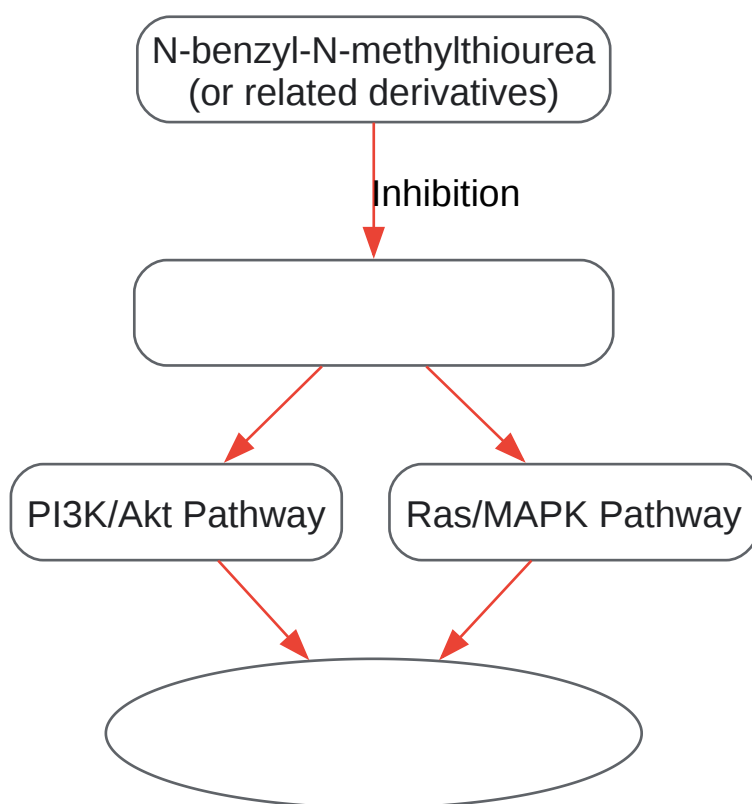 N-benzyl-N-methylthiourea
(or related derivatives)
Inhibition
PI3K/Akt Pathway
Ras/MAPK Pathway